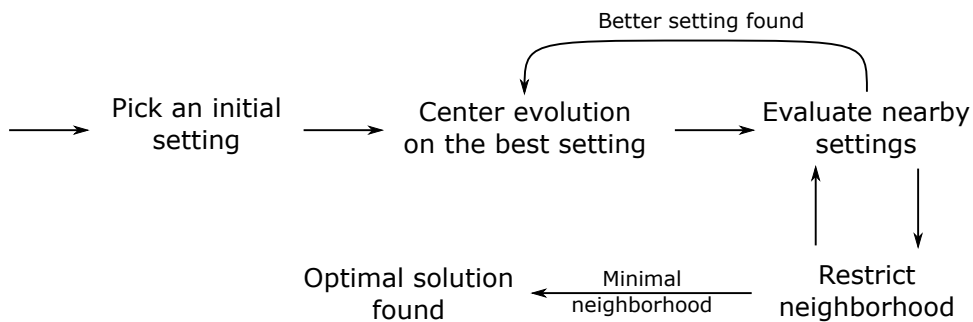 Better setting found
Pick an initial
setting
Center evolution
on the best setting
Evaluate nearby
settings
Optimal solution
found
Minimal
neighborhood
Restrict
neighborhood